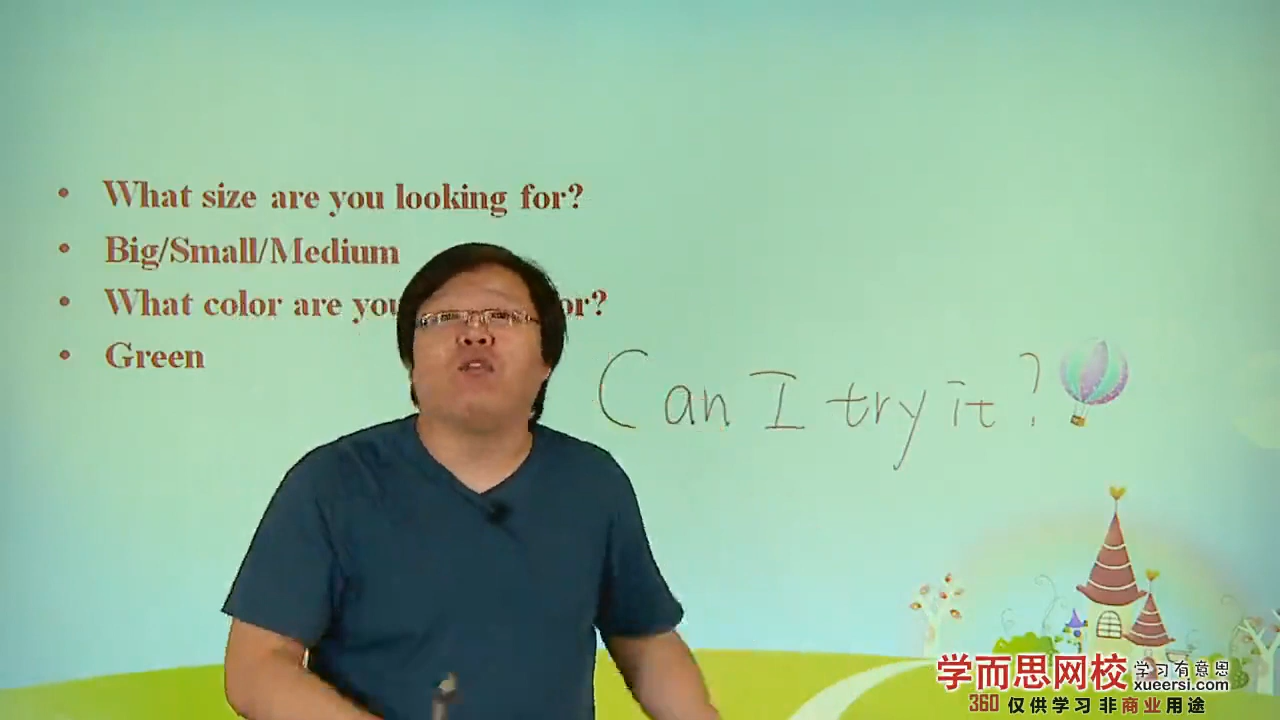 What size are you looking for?
Big/Small/Medium
What color are you or?
Green
Can I try it?
学而思网校 学习有意思
xueersi.com
360 仅供学习 非商业用途